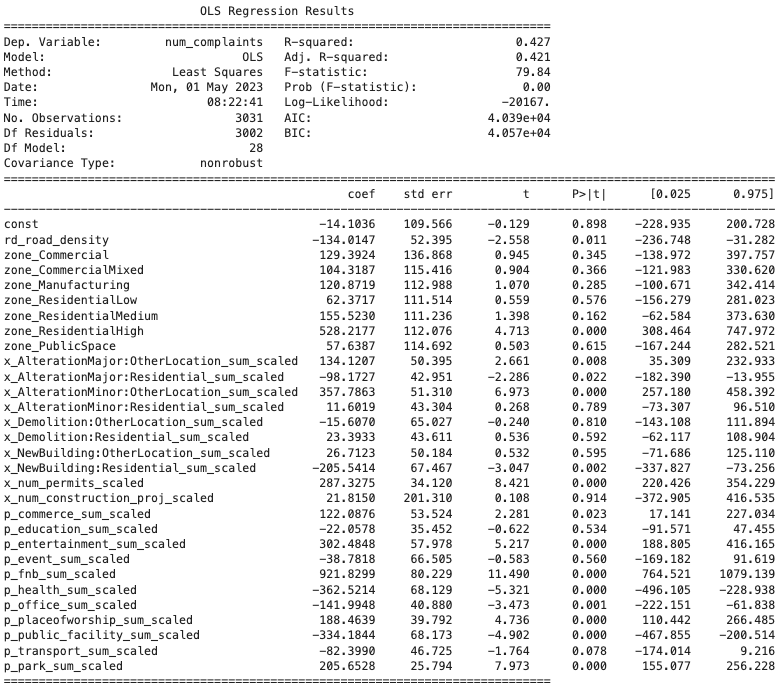 OLS Regression Results
==============================================================================
Dep. Variable: num_complaints R-squared: 0.427
Model: OLS Adj. R-squared: 0.421
Method: Least Squares F-statistic: 79.84
Date: Mon, 01 May 2023 Prob (F-statistic): 0.00
Time: 08:22:41 Log-Likelihood: -20167.
No. Observations: 3031 AIC: 4.039e+04
Df Residuals: 3002 BIC: 4.057e+04
Df Model: 28
Covariance Type: nonrobust
==============================================================================
coef std err t P>|t| [0.025 0.975]
------------------------------------------------------------------------------
const -14.1036 109.566 -0.129 0.898 -228.935 200.728
rd_road_density -134.0147 52.395 -2.558 0.011 -236.748 -31.282
zone_Commercial 129.3924 136.868 0.945 0.345 -138.972 397.757
zone_CommercialMixed 104.3187 115.416 0.904 0.366 -121.983 330.620
zone_Manufacturing 120.8719 112.988 1.070 0.285 -100.671 342.414
zone_ResidentialLow 62.3717 111.514 0.559 0.576 -156.279 281.023
zone_ResidentialMedium 155.5230 111.236 1.398 0.162 -62.584 373.630
zone_ResidentialHigh 528.2177 112.076 4.713 0.000 308.464 747.972
zone_PublicSpace 57.6387 114.692 0.503 0.615 -167.244 282.521
x_AlterationMajor:OtherLocation_sum_scaled 134.1207 50.395 2.661 0.008 35.309 232.933
x_AlterationMajor:Residential_sum_scaled -98.1727 42.951 -2.286 0.022 -182.390 -13.955
x_AlterationMinor:OtherLocation_sum_scaled 357.7863 51.310 6.973 0.000 257.180 458.392
x_AlterationMinor:Residential_sum_scaled 11.6019 43.304 0.268 0.789 -73.307 96.510
x_Demolition:OtherLocation_sum_scaled -15.6070 65.027 -0.240 0.810 -143.108 111.894
x_Demolition:Residential_sum_scaled 23.3933 43.611 0.536 0.592 -62.117 108.904
x_NewBuilding:OtherLocation_sum_scaled 26.7123 50.184 0.532 0.595 -71.686 125.110
x_NewBuilding:Residential_sum_scaled -205.5414 67.467 -3.047 0.002 -337.827 -73.256
x_num_permits_scaled 287.3275 34.120 8.421 0.000 220.426 354.229
x_num_construction_proj_scaled 21.8150 201.310 0.108 0.914 -372.905 416.535
p_commerce_sum_scaled 122.0876 53.524 2.281 0.023 17.141 227.034
p_education_sum_scaled -22.0578 35.452 -0.622 0.534 -91.571 47.455
p_entertainment_sum_scaled 302.4848 57.978 5.217 0.000 188.805 416.165
p_event_sum_scaled -38.7818 66.505 -0.583 0.560 -169.182 91.619
p_fnb_sum_scaled 921.8299 80.229 11.490 0.000 764.521 1079.139
p_health_sum_scaled -362.5214 68.129 -5.321 0.000 -496.105 -228.938
p_office_sum_scaled -141.9948 40.880 -3.473 0.001 -222.151 -61.838
p_placeofworship_sum_scaled 188.4639 39.792 4.736 0.000 110.442 266.485
p_public_facility_sum_scaled -334.1844 68.173 -4.902 0.000 -467.855 -200.514
p_transport_sum_scaled -82.3990 46.725 -1.764 0.078 -174.014 9.216
p_park_sum_scaled 205.6528 25.794 7.973 0.000 155.077 256.228
==============================================================================